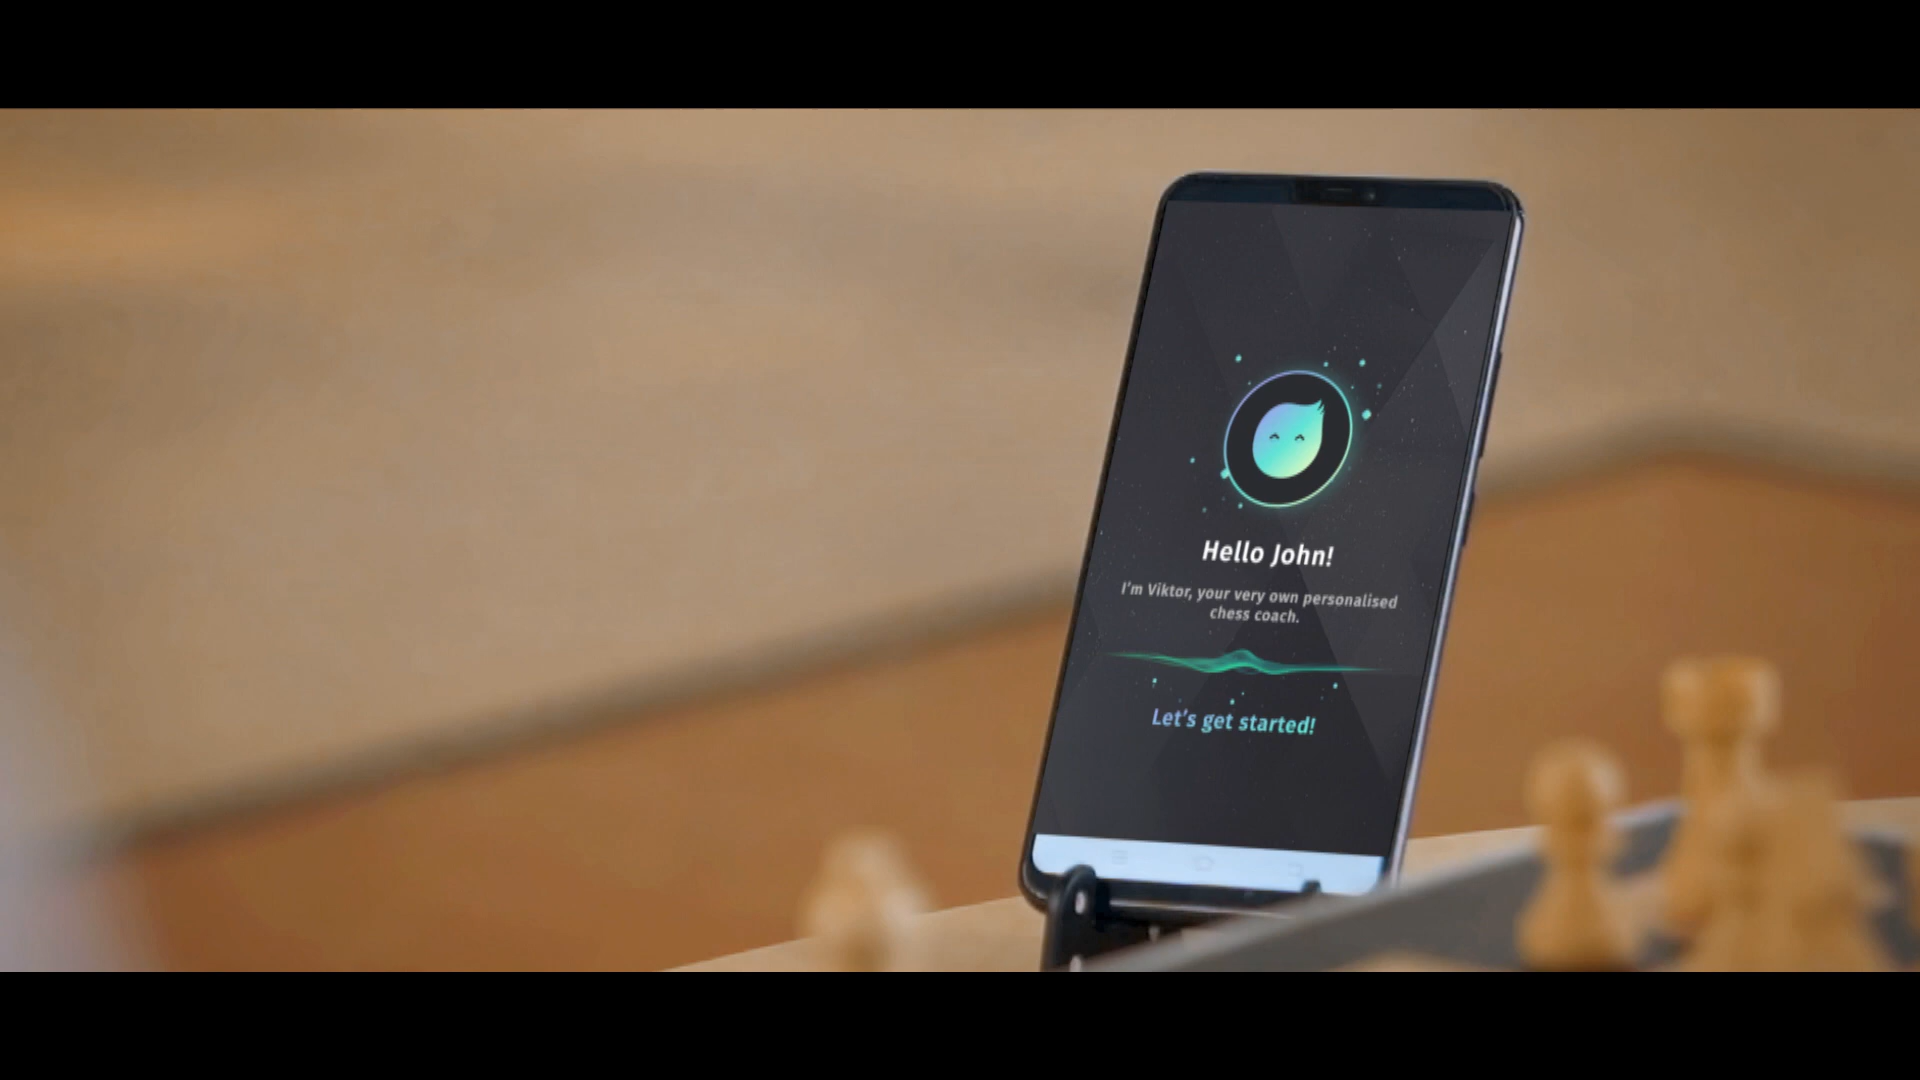 Hello John!
I'm Viktor, your very own personalised
chess coach.
Let's get started!